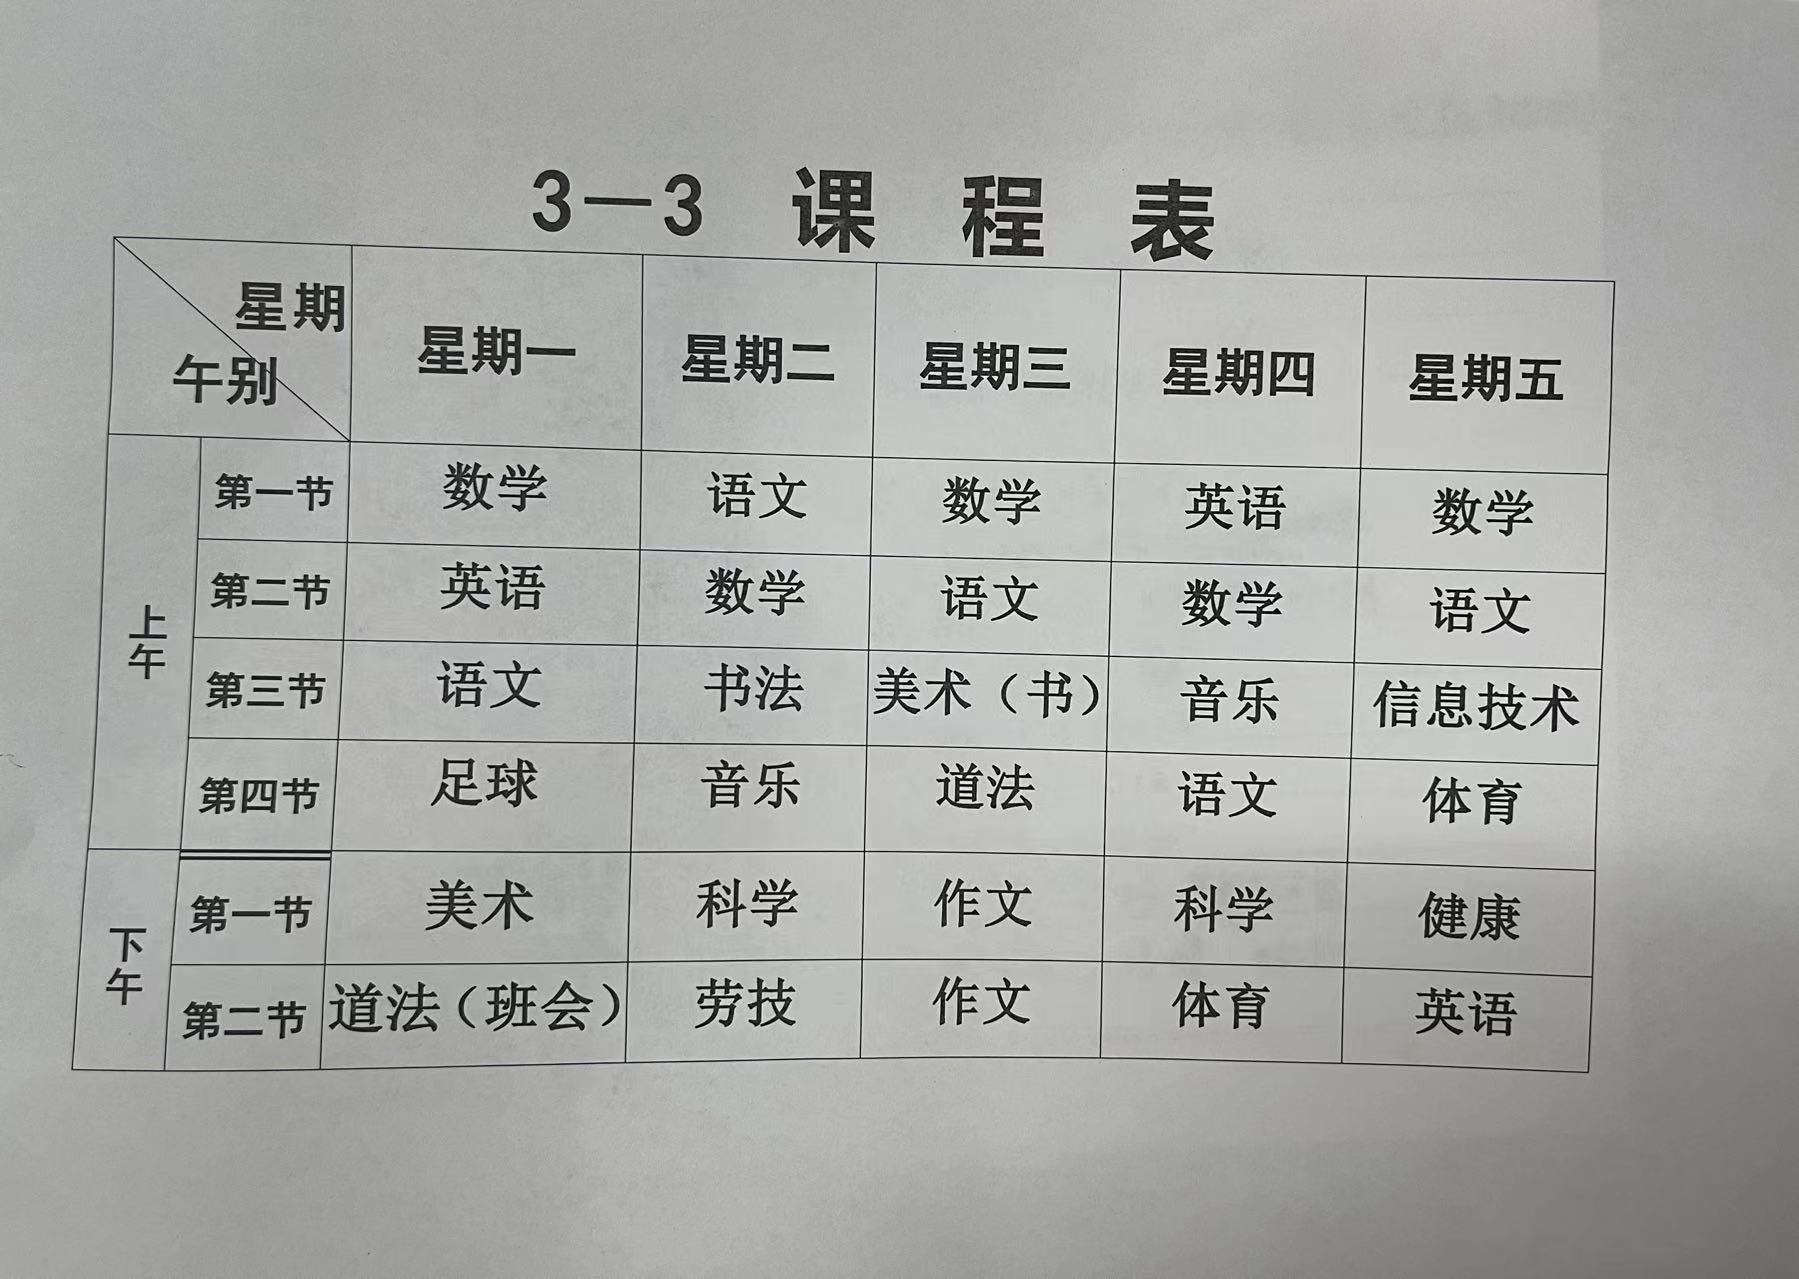 3—3 课 程 表
星期
午别
星期一 星期二 星期三 星期四 星期五
上午
第一节 数学 语文 数学 英语 数学
第二节 英语 数学 语文 数学 语文
第三节 语文 书法 美术（书） 音乐 信息技术
第四节 足球 音乐 道法 语文 体育
下午
第一节 美术 科学 作文 科学 健康
第二节 道法（班会） 劳技 作文 体育 英语